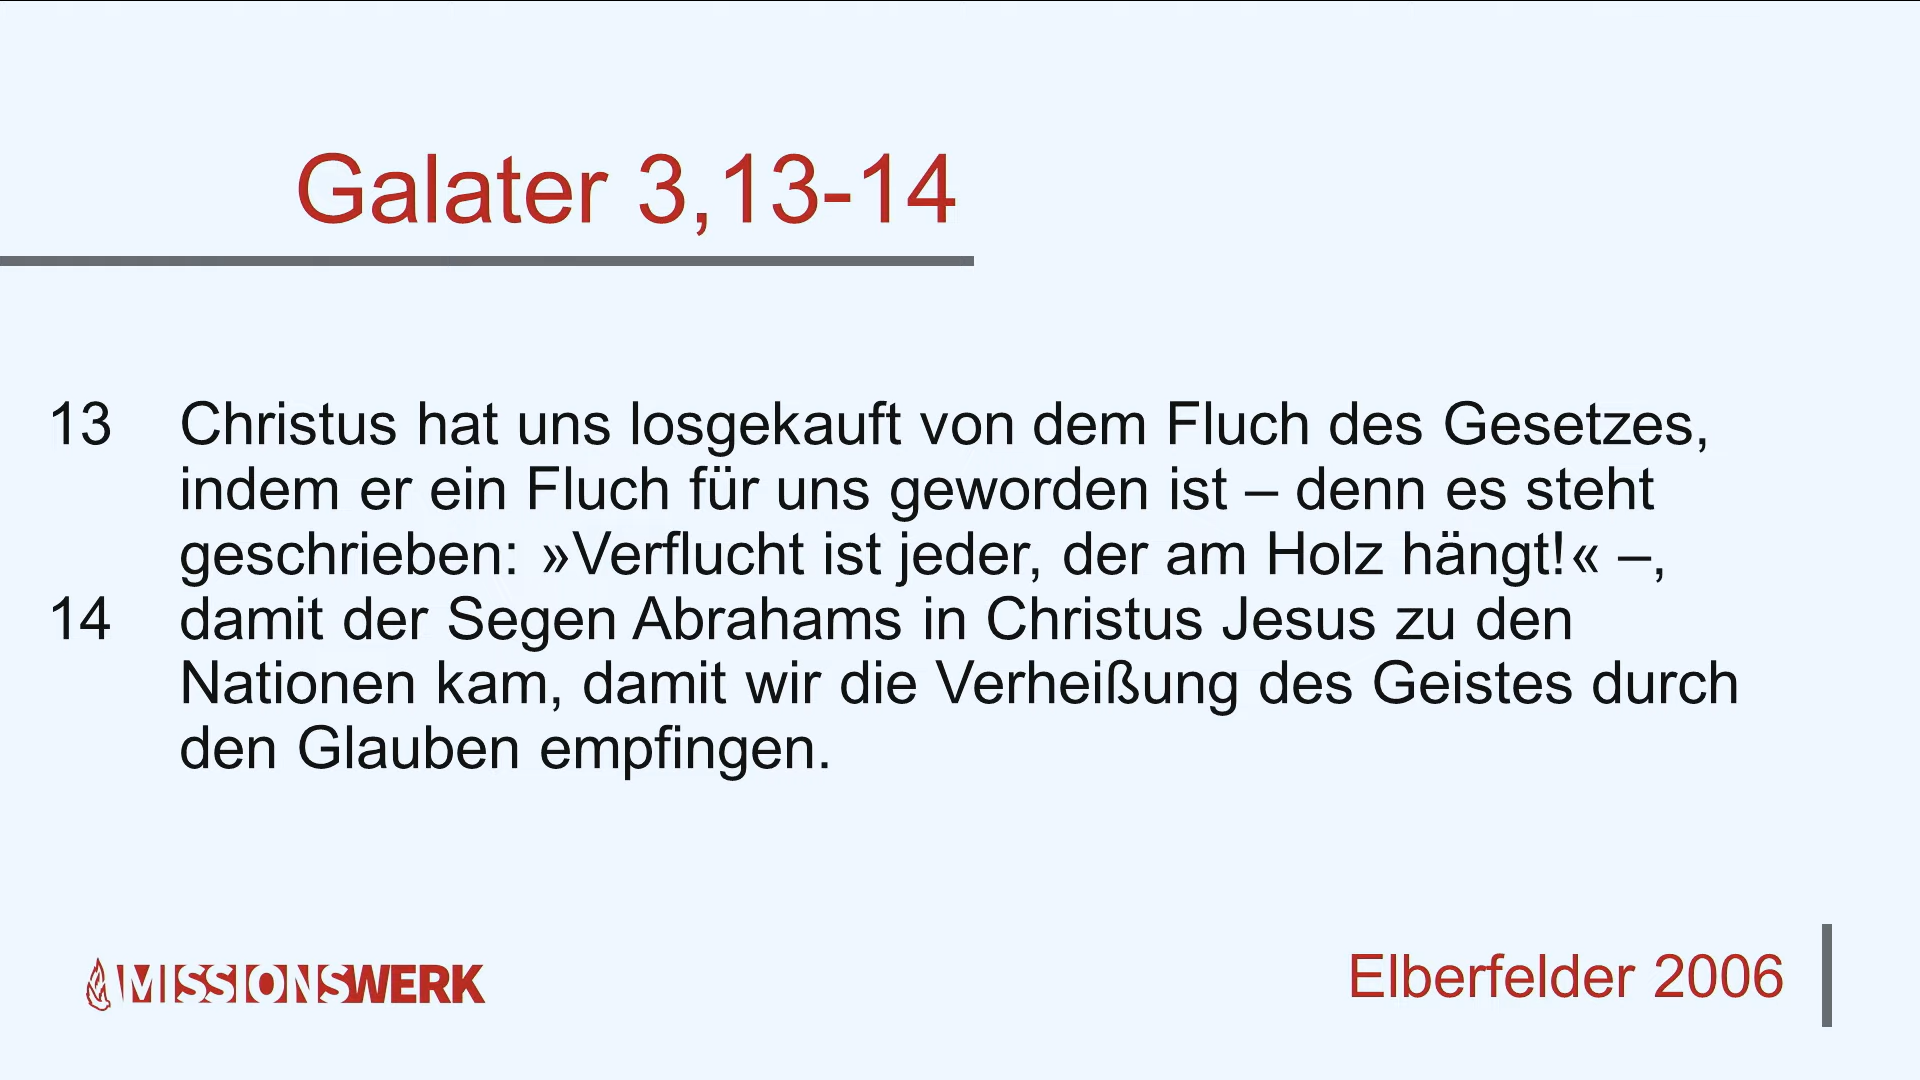 Galater 3,13-14
13 Christus hat uns losgekauft von dem Fluch des Gesetzes,
indem er ein Fluch für uns geworden ist – denn es steht
geschrieben: »Verflucht ist jeder, der am Holz hängt!« –,
14 damit der Segen Abrahams in Christus Jesus zu den
Nationen kam, damit wir die Verheißung des Geistes durch
den Glauben empfingen.
MISSIONSWERK
Elberfelder 2006